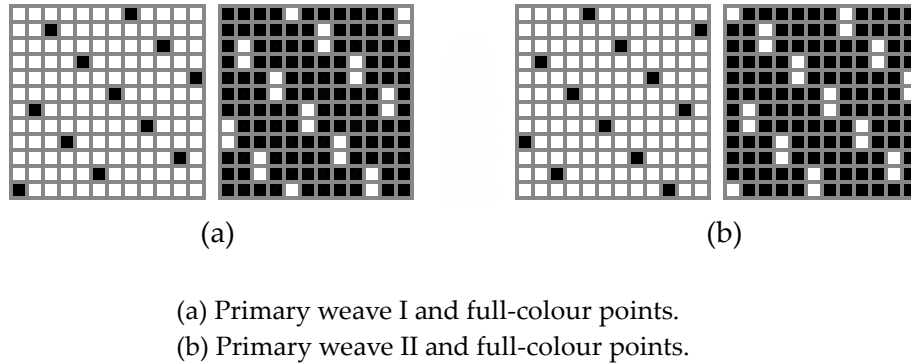 (a)
(b)
(a) Primary weave I and full-colour points.
(b) Primary weave II and full-colour points.